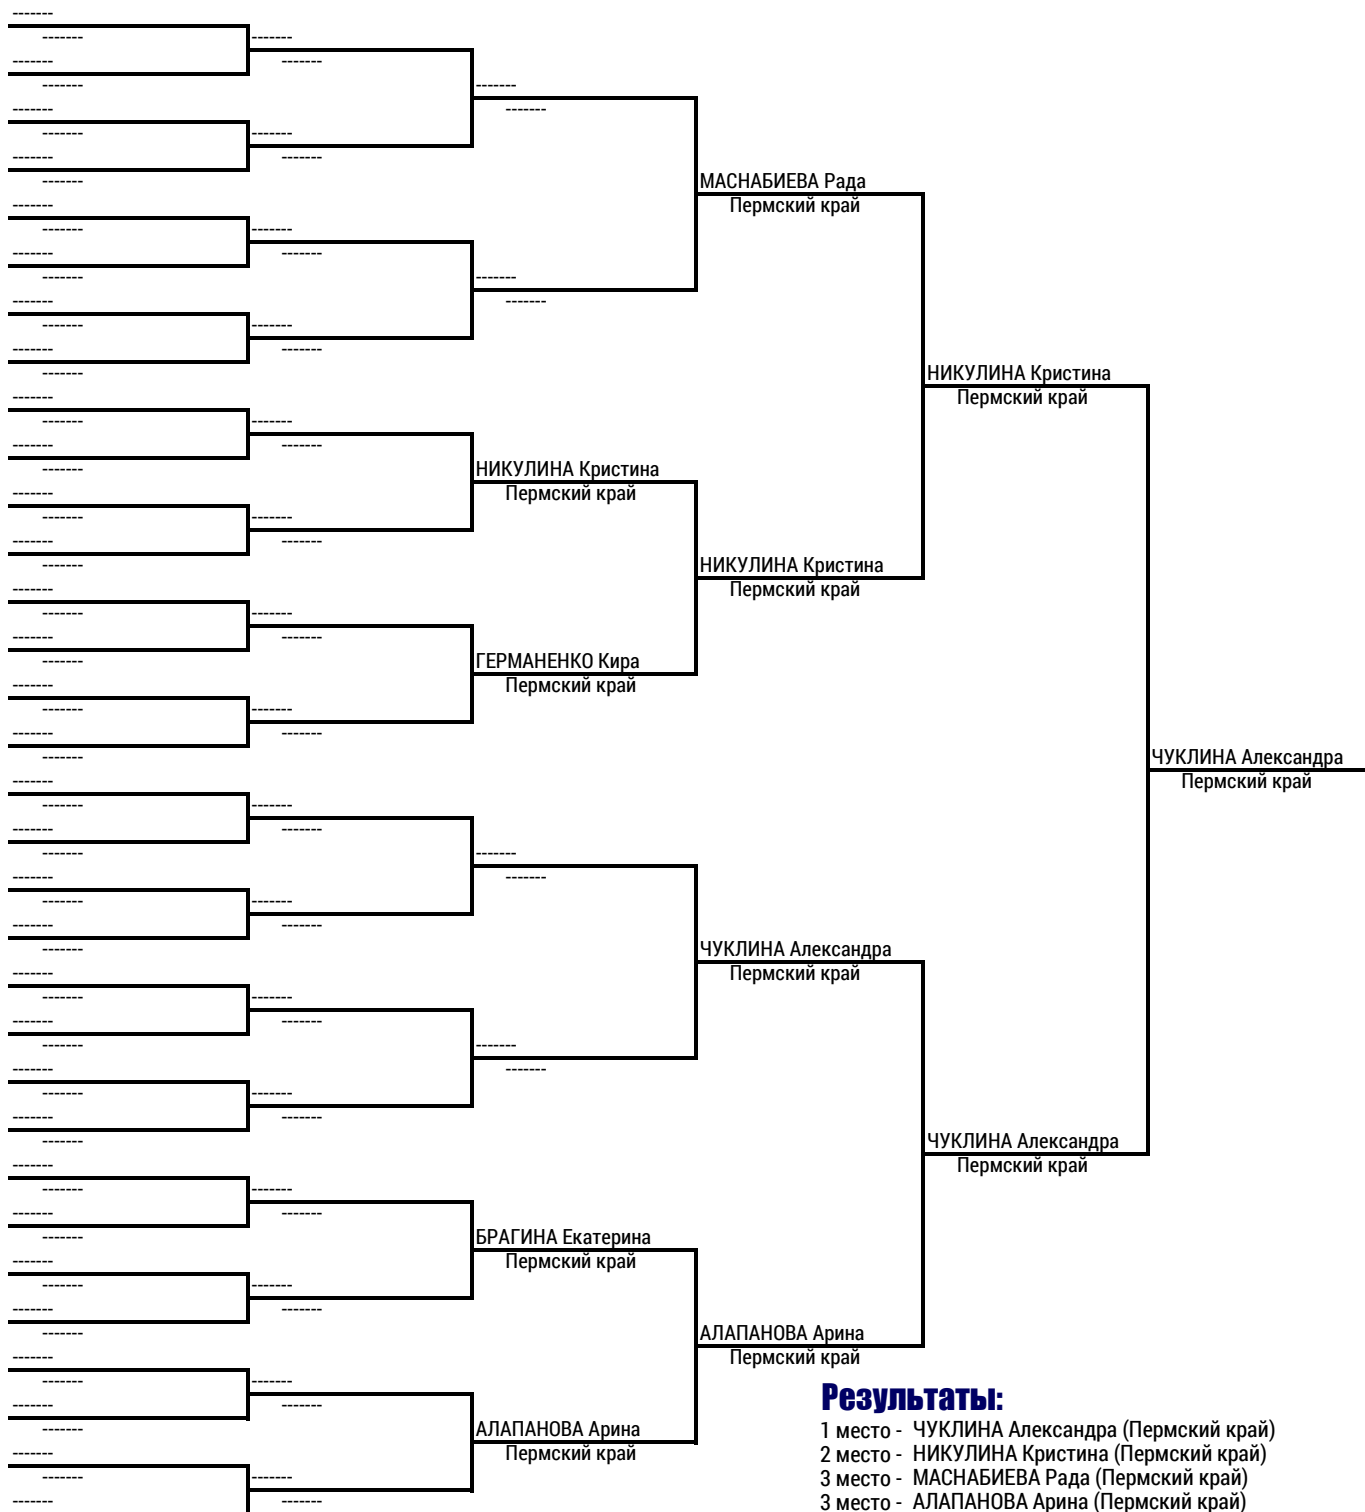 МАСНАБИЕВА Рада
Пермский край
НИКУЛИНА Кристина
Пермский край
НИКУЛИНА Кристина
Пермский край
НИКУЛИНА Кристина
Пермский край
ГЕРМАНЕНКО Кира
Пермский край
ЧУКЛИНА Александра
Пермский край
ЧУКЛИНА Александра
Пермский край
ЧУКЛИНА Александра
Пермский край
БРАГИНА Екатерина
Пермский край
АЛАПАНОВА Арина
Пермский край
АЛАПАНОВА Арина
Пермский край
Результаты:
1 место - ЧУКЛИНА Александра (Пермский край)
2 место - НИКУЛИНА Кристина (Пермский край)
3 место - МАСНАБИЕВА Рада (Пермский край)
3 место - АЛАПАНОВА Арина (Пермский край)